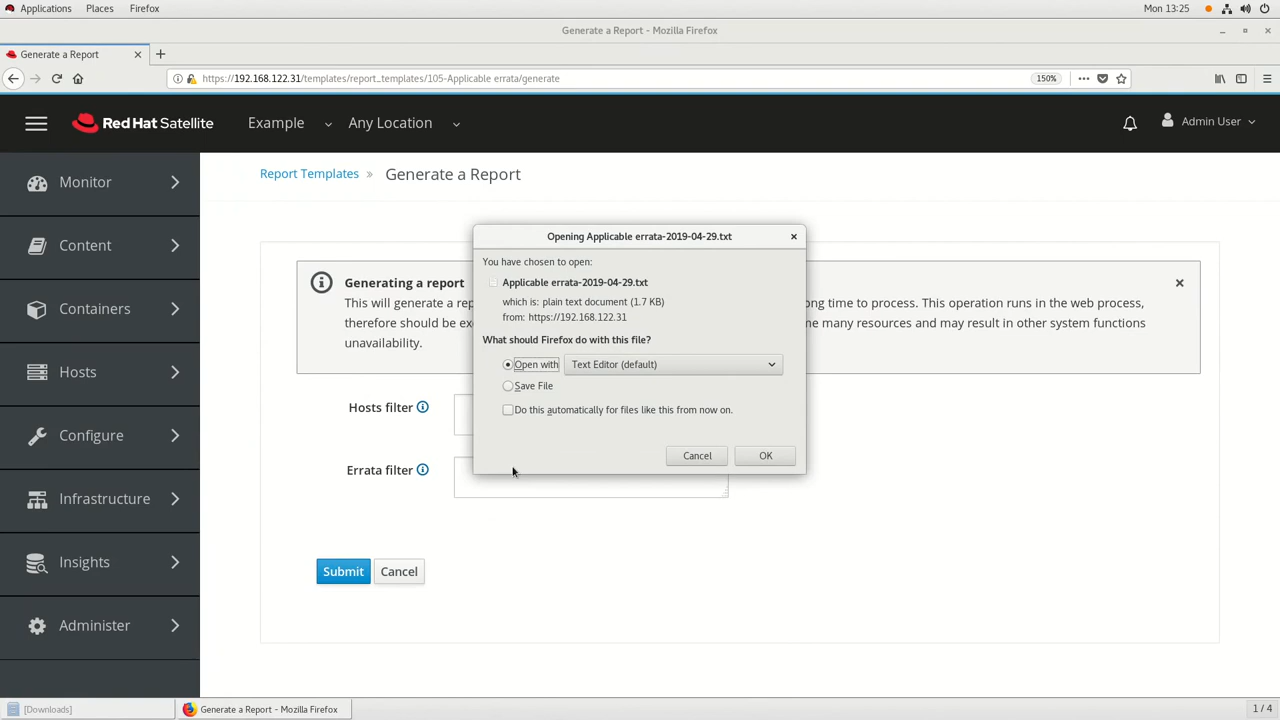 Applications Places Firefox Mon 13:25
Generate a Report - Mozilla Firefox
Generate a Report
https://192.168.122.31/templates/report_templates/105-Applicable errata/generate 150%
Red Hat Satellite Example Any Location Admin User
Monitor
Content
Containers
Hosts
Configure
Infrastructure
Insights
Administer
Report Templates » Generate a Report
Generating a report
This will generate a rep
ong time to process. This operation runs in the web process,
therefore should be ex
me many resources and may result in other system functions
unavailability.
Hosts filter
Errata filter
Submit Cancel
Opening Applicable errata-2019-04-29.txt
You have chosen to open:
Applicable errata-2019-04-29.txt
which is: plain text document (1.7 KB)
from: https://192.168.122.31
What should Firefox do with this file?
Open with Text Editor (default)
Save File
Do this automatically for files like this from now on.
Cancel OK
[Downloads] Generate a Report - Mozilla Firefox 1 / 4